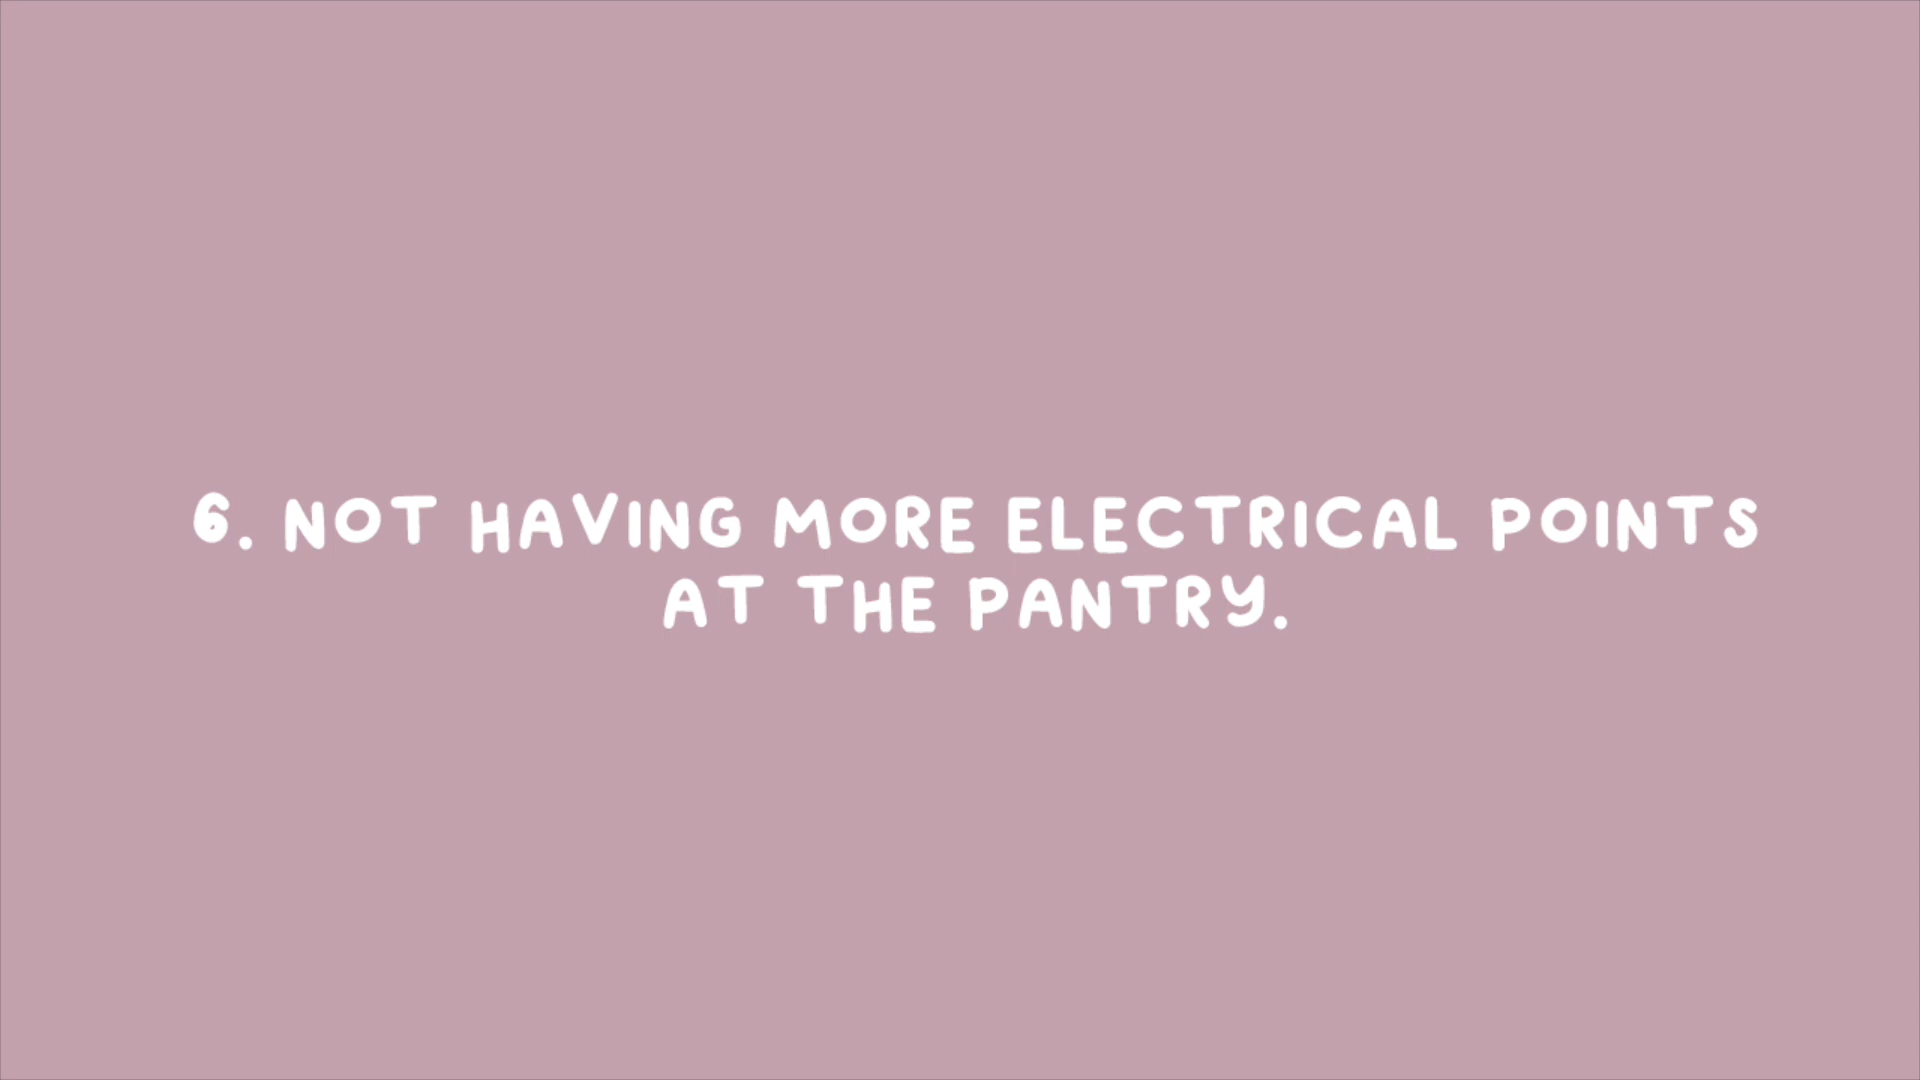 6. NOT HAVING MORE ELECTRICAL POINTS
AT THE PANTRY.